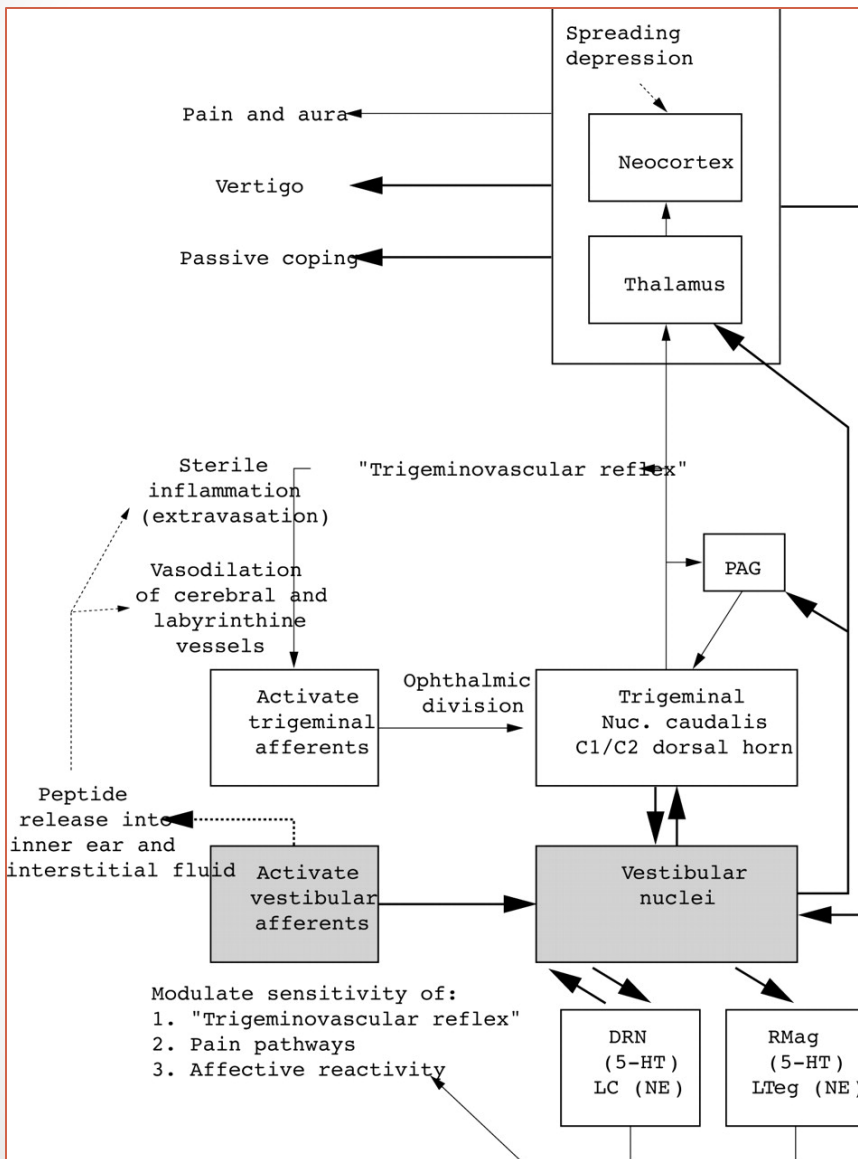 Spreading
depression
Pain and aura
Neocortex
Vertigo
Passive coping
Thalamus
Sterile
inflammation
(extravasation)
"Trigeminovascular reflex"
Vasodilation
of cerebral and
labyrinthine
vessels
PAG
Ophthalmic
division
Activate
trigeminal
afferents
Trigeminal
Nuc. caudalis
C1/C2 dorsal horn
Peptide
release into
inner ear and
interstitial fluid
Activate
vestibular
afferents
Vestibular
nuclei
Modulate sensitivity of:
1. "Trigeminovascular reflex"
2. Pain pathways
3. Affective reactivity
DRN
(5-HT)
LC (NE)
RMag
(5-HT)
LTeg (NE)